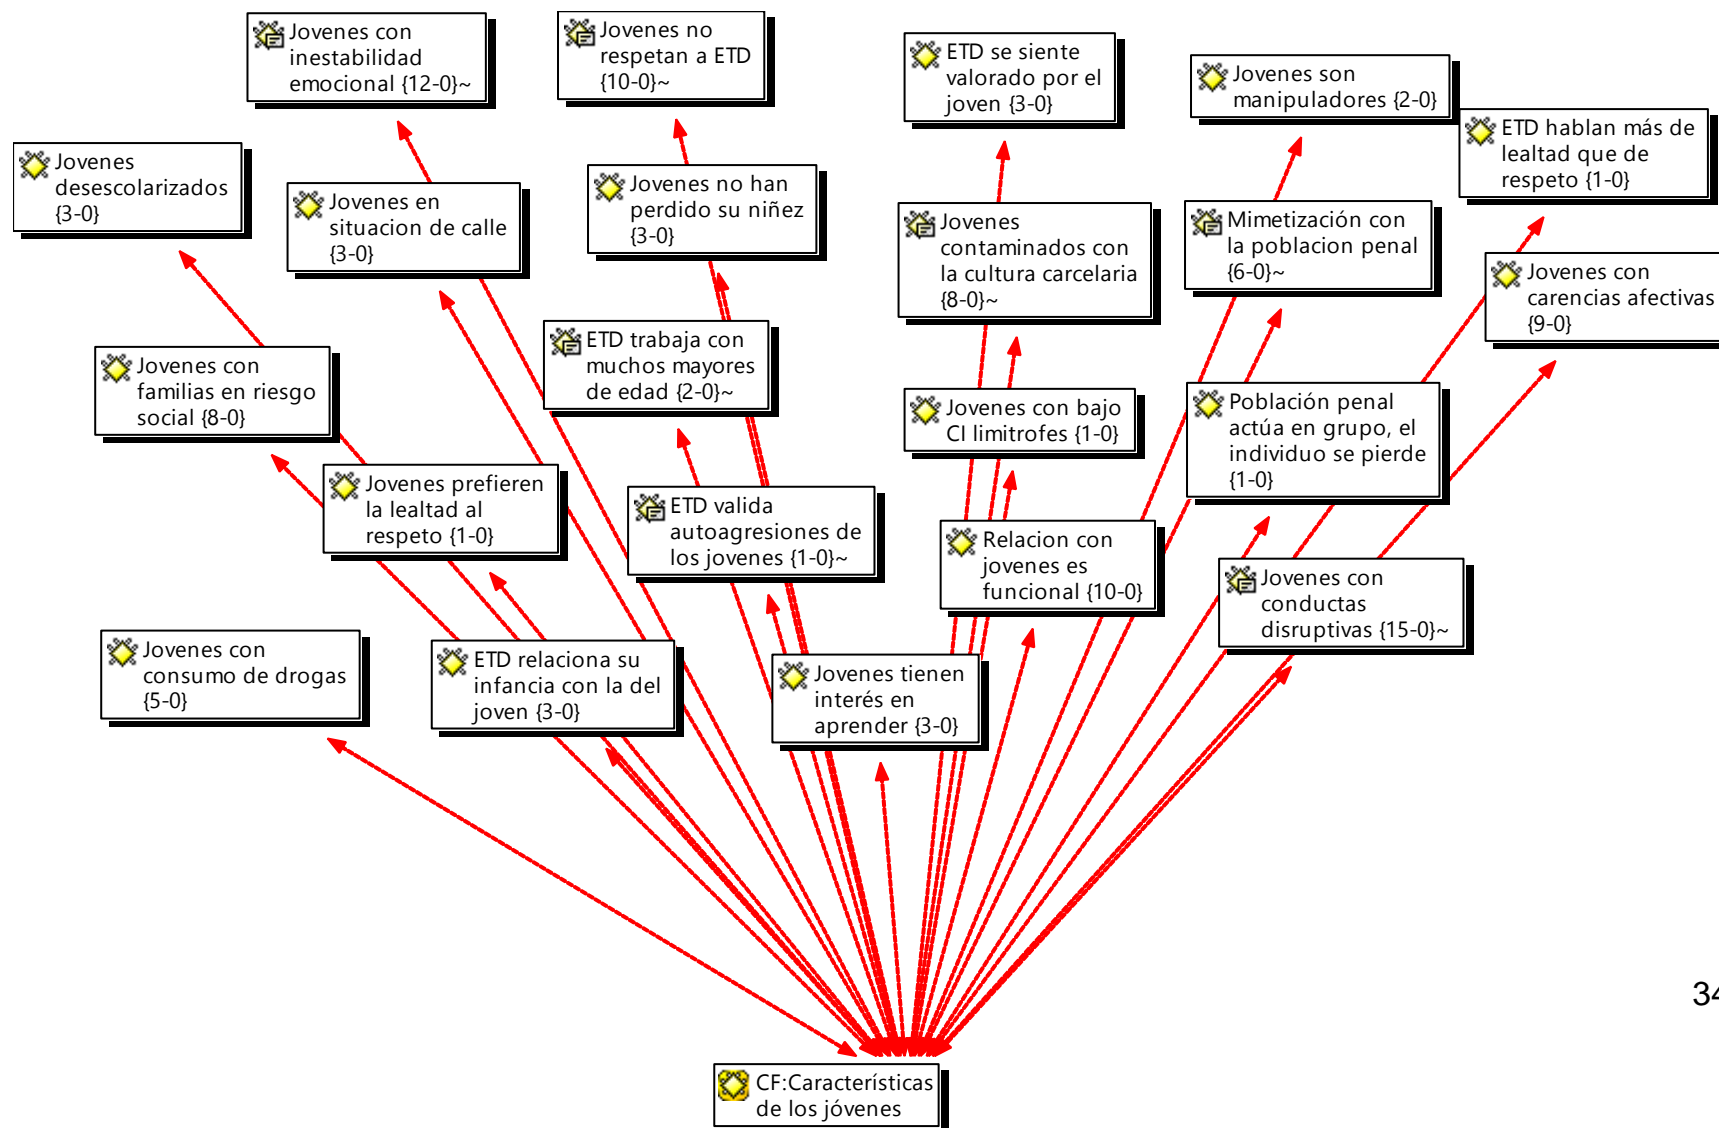 Jovenes con
inestabilidad
emocional {12-0}~
Jovenes no
respetan a ETD
{10-0}~
ETD se siente
valorado por el
joven {3-0}
Jovenes son
manipuladores {2-0}
ETD hablan más de
lealtad que de
respeto {1-0}
Jovenes
desescolarizados
{3-0}
Jovenes en
situacion de calle
{3-0}
Jovenes no han
perdido su niñez
{3-0}
Jovenes
contaminados con
la cultura carcelaria
{8-0}~
Mimetización con
la poblacion penal
{6-0}~
Jovenes con
carencias afectivas
{9-0}
Jovenes con
familias en riesgo
social {8-0}
ETD trabaja con
muchos mayores
de edad {2-0}~
Jovenes con bajo
CI limitrofes {1-0}
Población penal
actúa en grupo, el
individuo se pierde
{1-0}
Jovenes prefieren
la lealtad al
respeto {1-0}
ETD valida
autoagresiones de
los jovenes {1-0}~
Relacion con
jovenes es
funcional {10-0}
Jovenes con
conductas
disruptivas {15-0}~
Jovenes con
consumo de drogas
{5-0}
ETD relaciona su
infancia con la del
joven {3-0}
Jovenes tienen
interés en
aprender {3-0}
34
CF:Características
de los jóvenes